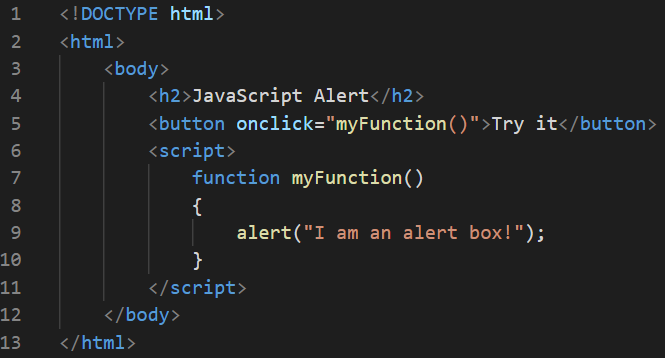 1 <!DOCTYPE html>
2 <html>
3     <body>
4         <h2>JavaScript Alert</h2>
5         <button onclick="myFunction()">Try it</button>
6         <script>
7             function myFunction()
8             {
9                 alert("I am an alert box!");
10             }
11         </script>
12     </body>
13 </html>